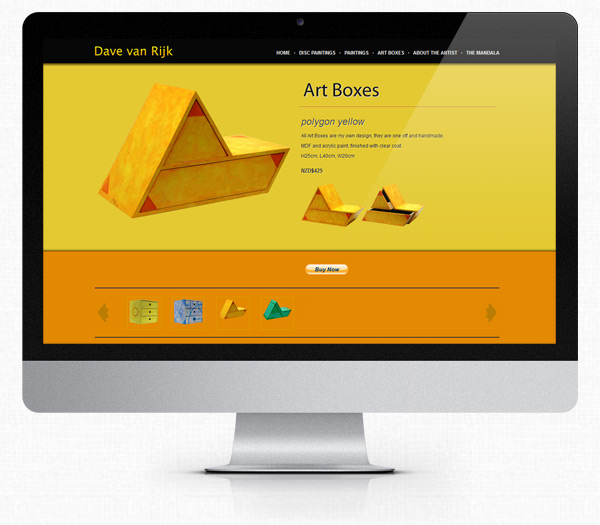 Dave van Rijk
HOME • DISC PAINTINGS • PAINTINGS • ART BOXES • ABOUT THE ARTIST • THE MANDALA
Art Boxes
polygon yellow
All Art Boxes are my own design, they are one off and handmade.
MDF and acrylic paint, finished with clear coat.
H25cm, L40cm, W20cm
NZD$425
Buy Now